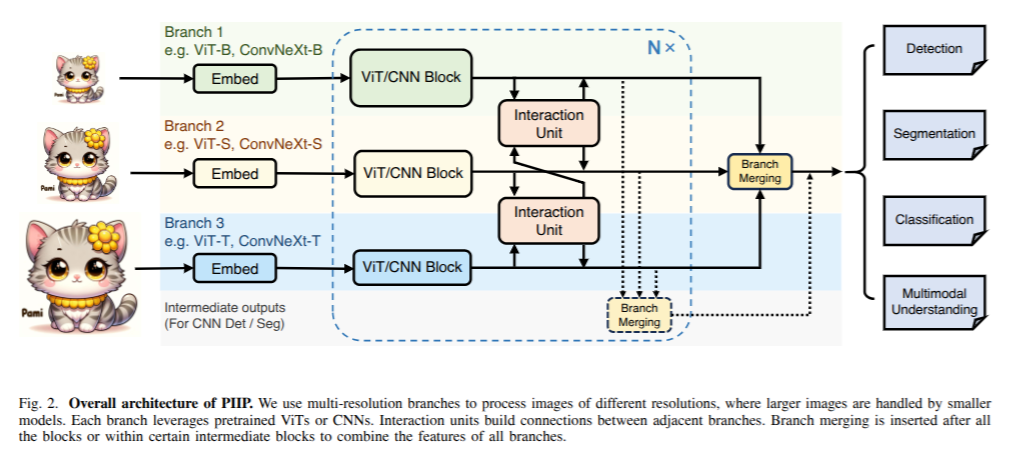 Branch 1
e.g. ViT-B, ConvNeXt-B
Embed
ViT/CNN Block
N×
Interaction
Unit
Pami
Branch 2
e.g. ViT-S, ConvNeXt-S
Embed
ViT/CNN Block
Branch
Merging
Pami
Branch 3
e.g. ViT-T, ConvNeXt-T
Embed
ViT/CNN Block
Interaction
Unit
Pami
Intermediate outputs
(For CNN Det / Seg)
Branch
Merging
Detection
Segmentation
Classification
Multimodal
Understanding
Fig. 2. Overall architecture of PIIP. We use multi-resolution branches to process images of different resolutions, where larger images are handled by smaller
models. Each branch leverages pretrained ViTs or CNNs. Interaction units build connections between adjacent branches. Branch merging is inserted after all
the blocks or within certain intermediate blocks to combine the features of all branches.